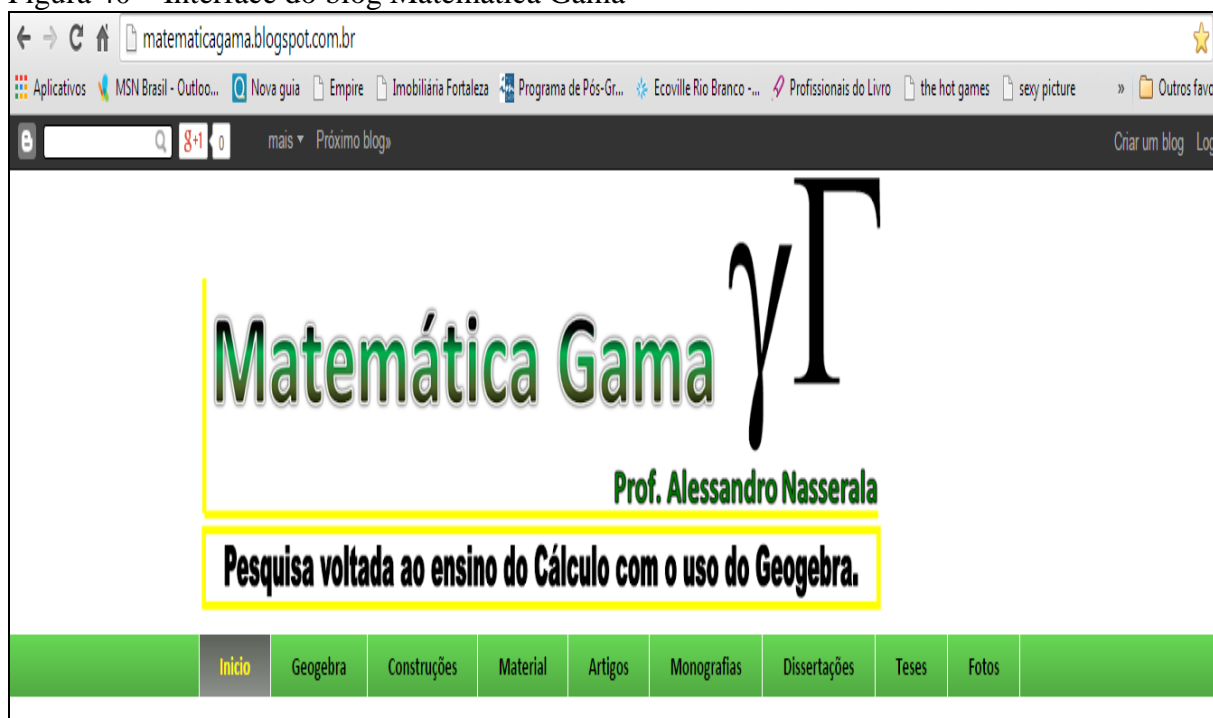 Figura 40 – Interface do blog Matemática Gama
matematicagama.blogspot.com.br
Aplicativos MSN Brasil - Outloo... Nova guia Empire Imobiliária Fortaleza Programa de Pós-Gr... Ecoville Rio Branco -... Profissionais do Livro the hot games sexy picture » Outros favo
g+1 0 mais Próximo blog» Criar um blog Log
γΓ
Matemática Gama
Prof. Alessandro Nasserala
Pesquisa voltada ao ensino do Cálculo com o uso do Geogebra.
Inicio Geogebra Construções Material Artigos Monografias Dissertações Teses Fotos